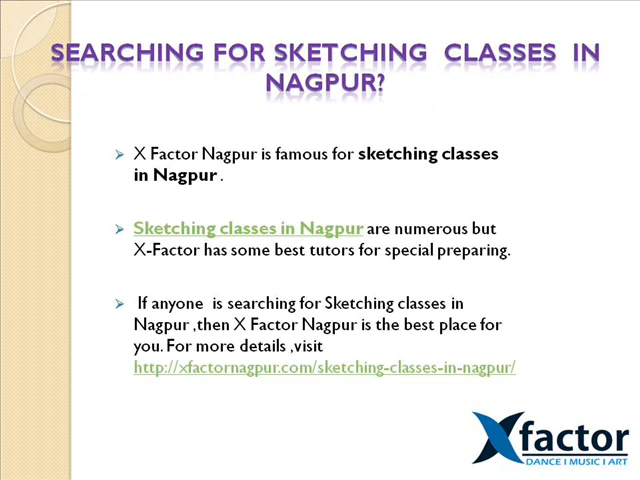 SEARCHING FOR SKETCHING CLASSES IN
NAGPUR?
X Factor Nagpur is famous for sketching classes
in Nagpur .
Sketching classes in Nagpur are numerous but
X-Factor has some best tutors for special preparing.
If anyone is searching for Sketching classes in
Nagpur ,then X Factor Nagpur is the best place for
you. For more details ,visit
http://xfactornagpur.com/sketching-classes-in-nagpur/
Xfactor
DANCE I MUSIC I ART